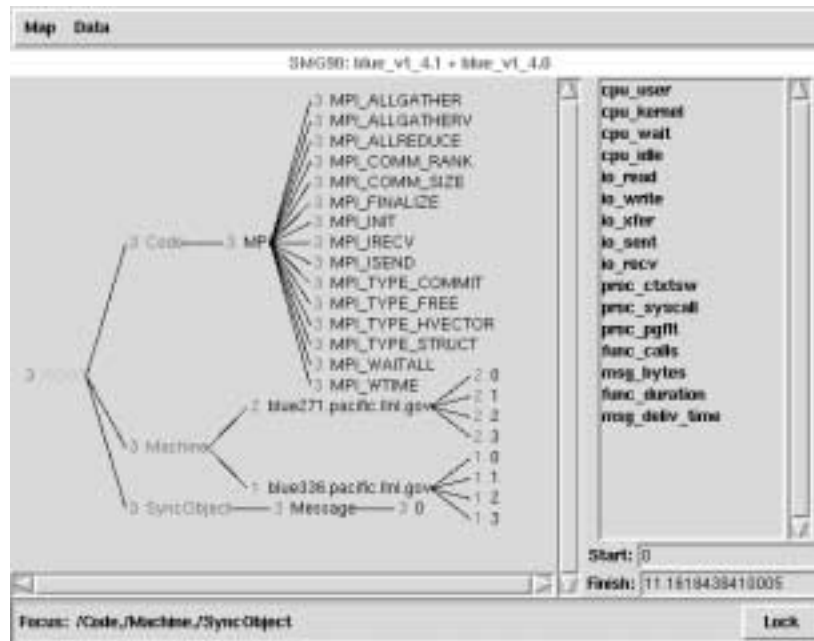 Map Data
SMG98: blue_v1_4.1 + blue_v1_4.0
3 MPI_ALLGATHER
3 MPI_ALLGATHERV
3 MPI_ALLREDUCE
3 MPI_COMM_RANK
3 MPI_COMM_SIZE
3 MPI_FINALIZE
3 MPI_INIT
3 Code 3 MPI 3 MPI_IRECV
3 MPI_ISEND
3 MPI_TYPE_COMMIT
3 MPI_TYPE_FREE
3 MPI_TYPE_HVECTOR
3 MPI_TYPE_STRUCT
3 MPI_WAITALL
3 MPI_WTIME
3
2 0
2 1
2 blue271.pacific.llnl.gov
2 2
2 3
3 Machine
1 0
1 1
1 blue336.pacific.llnl.gov
1 2
1 3
3 SyncObject 3 Message 3 0
cpu_user
cpu_kernel
cpu_wait
cpu_idle
io_read
io_write
io_xfer
io_sent
io_recv
proc_ctxtsw
proc_syscall
proc_pgflt
func_calls
msg_bytes
func_duration
msg_deliv_time
Start: 0
Finish: 11.1618438410005
Focus: /Code,/Machine,/SyncObject
Lock